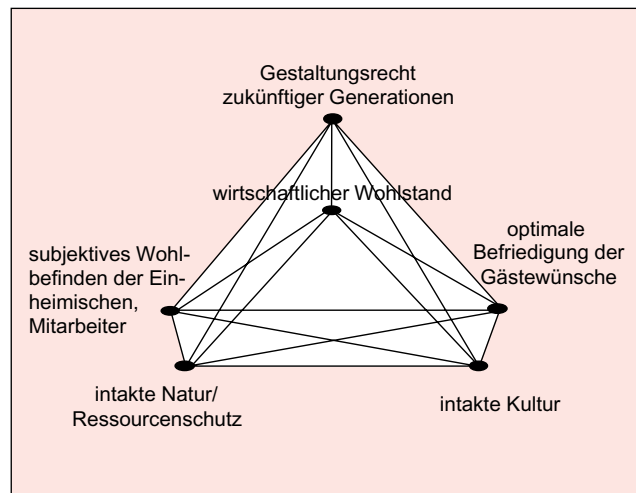 Gestaltungsrecht
zukünftiger Generationen
wirtschaftlicher Wohlstand
subjektives Wohl-
befinden der Ein-
heimischen,
Mitarbeiter
optimale
Befriedigung der
Gästewünsche
intakte Natur/
Ressourcenschutz
intakte Kultur